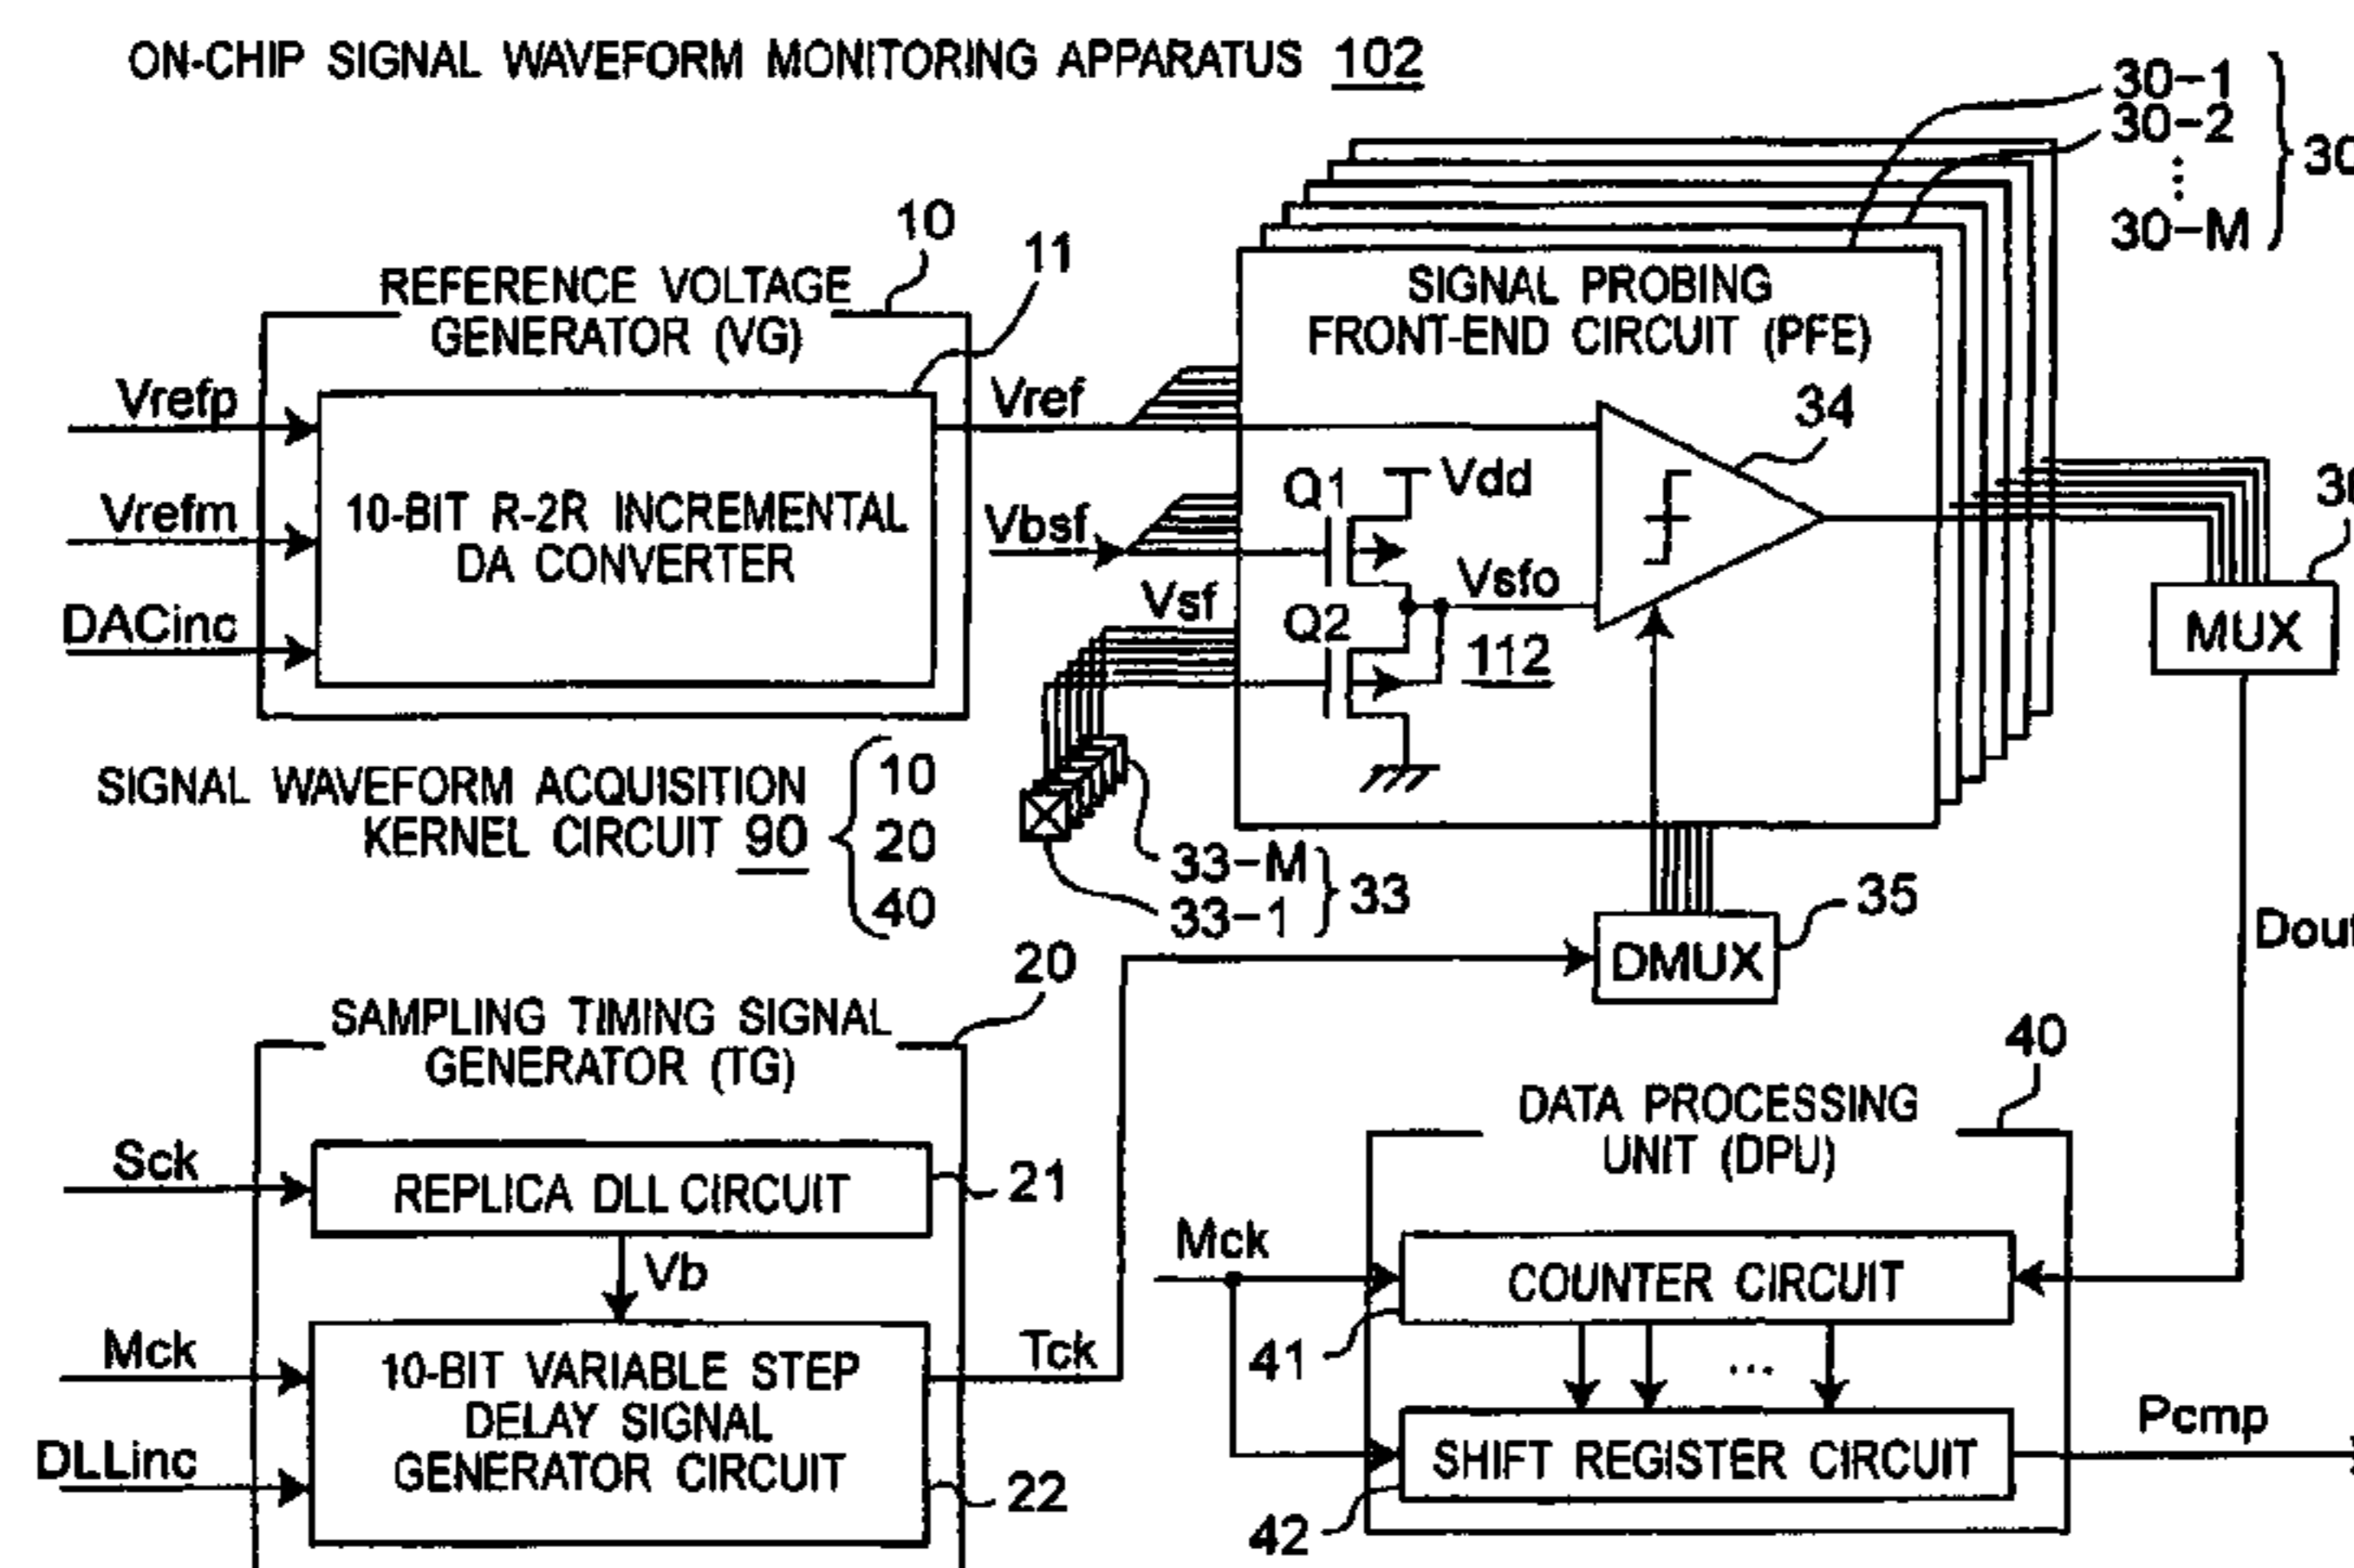 ON-CHIP SIGNAL WAVEFORM MONITORING APPARATUS 102
30-1
30-2
⋮
30-M
30
10
11
REFERENCE VOLTAGE
GENERATOR (VG)
Vrefp
Vrefm
DACinc
10-BIT R-2R INCREMENTAL
DA CONVERTER
Vref
Vbsf
Vsf
SIGNAL PROBING
FRONT-END CIRCUIT (PFE)
34
Q1
Vdd
Vsfo
Q2
112
MUX
SIGNAL WAVEFORM ACQUISITION
KERNEL CIRCUIT 90
10
20
40
33-M
33-1
33
35
DMUX
Dout
20
SAMPLING TIMING SIGNAL
GENERATOR (TG)
Sck
REPLICA DLL CIRCUIT
21
Vb
Mck
DLLinc
10-BIT VARIABLE STEP
DELAY SIGNAL
GENERATOR CIRCUIT
22
Tck
40
DATA PROCESSING
UNIT (DPU)
Mck
COUNTER CIRCUIT
41
...
SHIFT REGISTER CIRCUIT
42
Pcmp